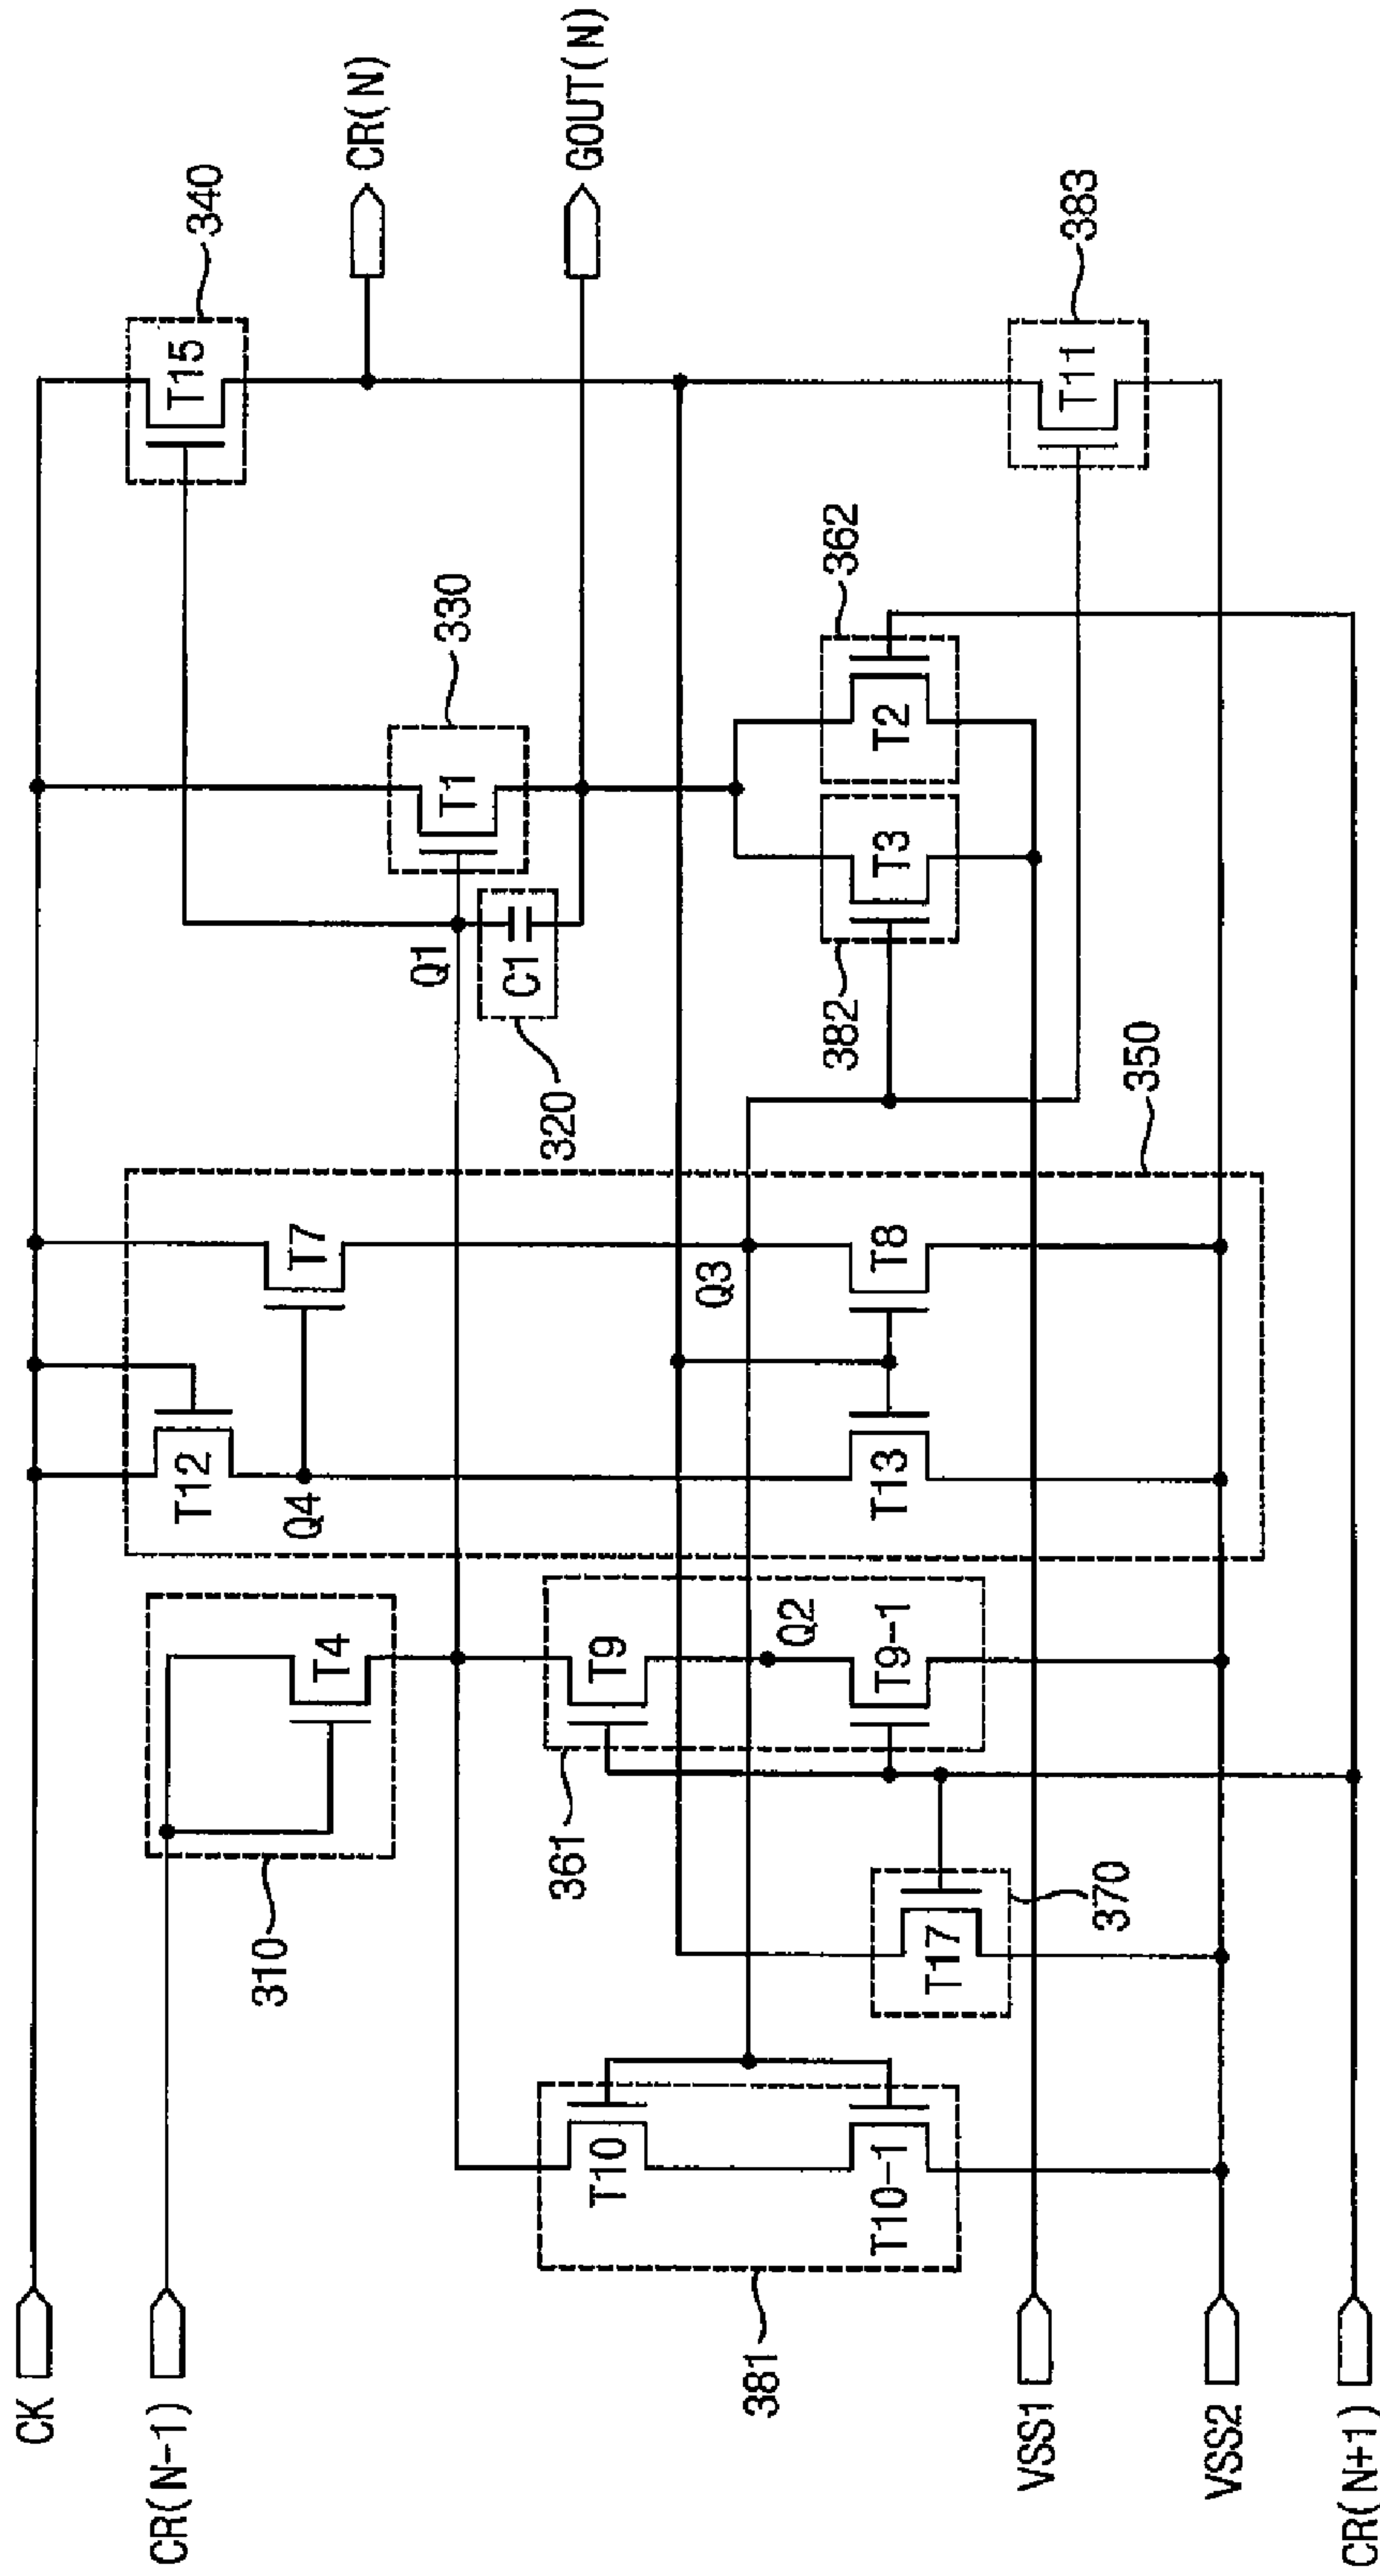 CK
CR(N-1)
VSS1
VSS2
CR(N+1)
CR(N)
GOUT(N)
340
T15
330
T1
Q1
C1
320
350
T12
Q4
T7
Q3
T13
T8
310
T4
361
T9
Q2
T9-1
370
T17
381
T10
T10-1
382
T3
362
T2
383
T11